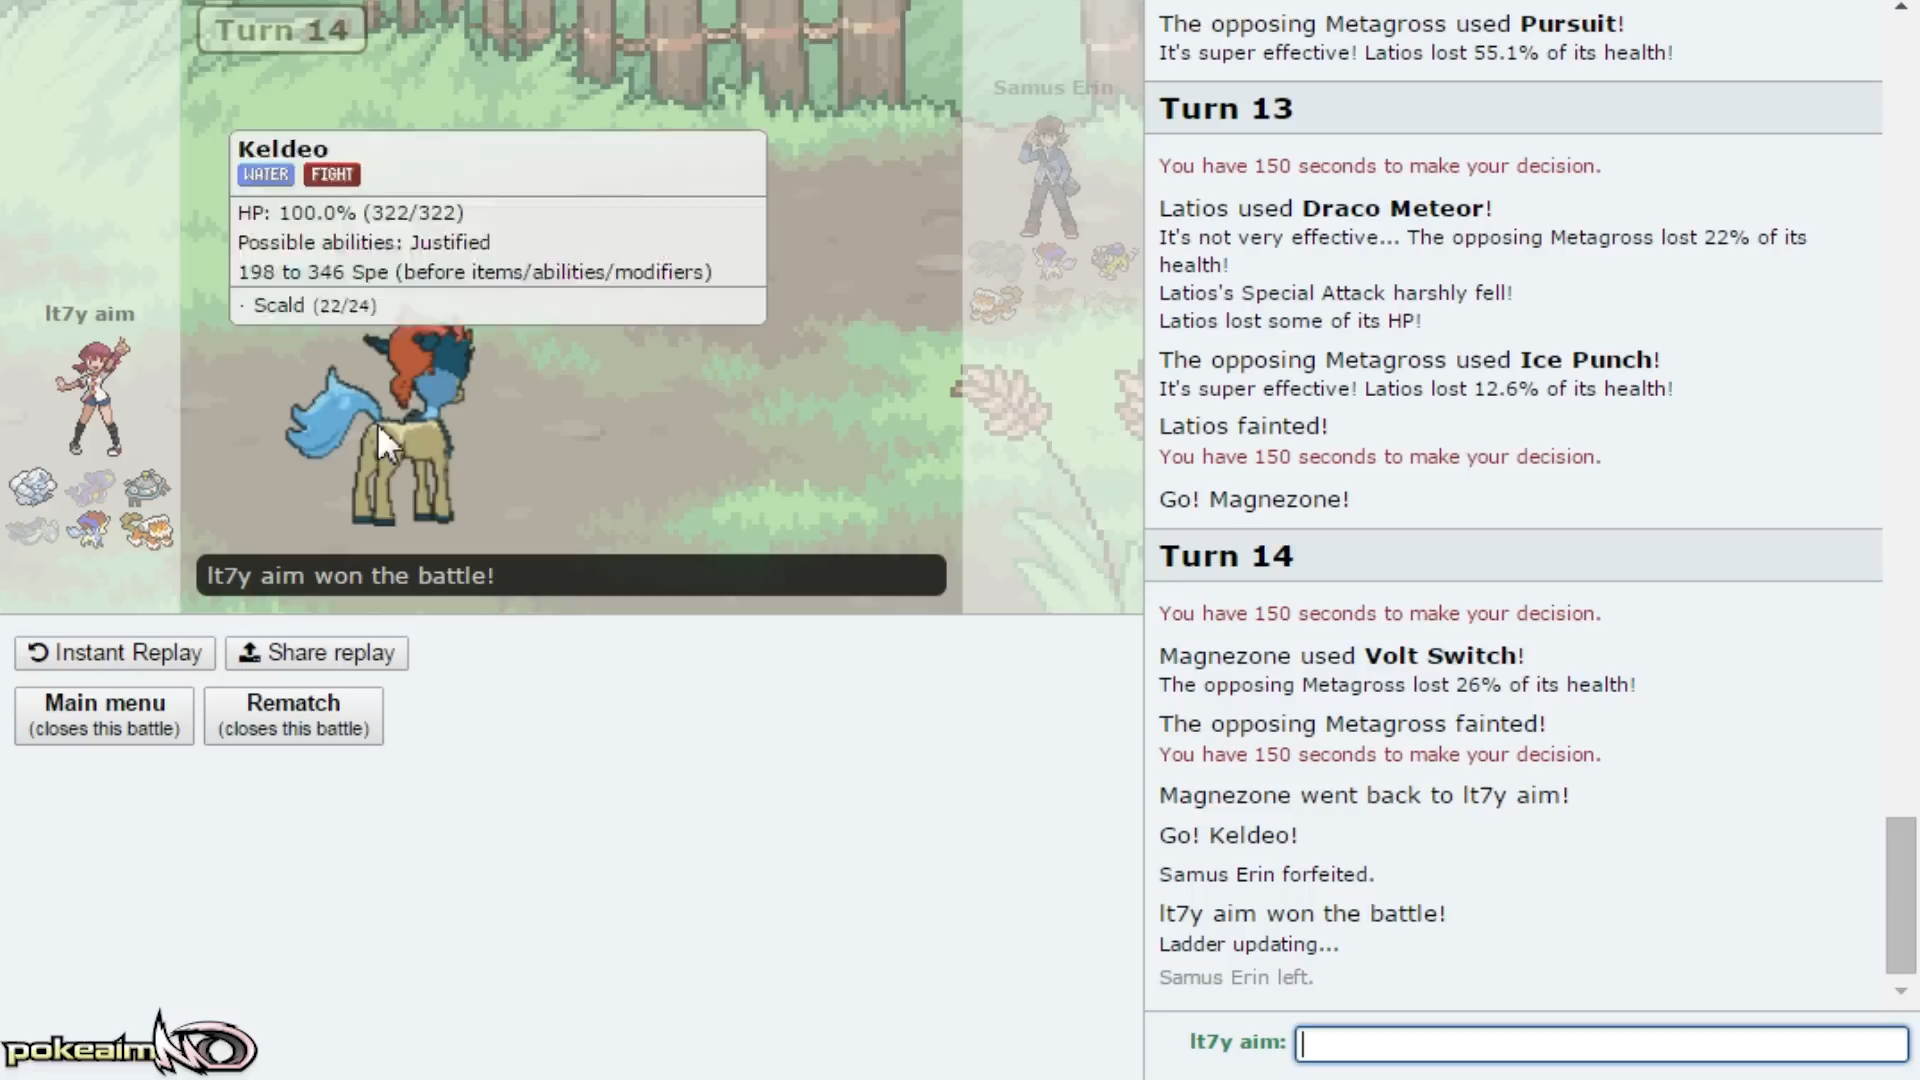 Turn 14
Samus Erin
Keldeo
WATER FIGHT
HP: 100.0% (322/322)
Possible abilities: Justified
198 to 346 Spe (before items/abilities/modifiers)
· Scald (22/24)
lt7y aim
lt7y aim won the battle!
Instant Replay
Share replay
Main menu
(closes this battle)
Rematch
(closes this battle)
pokeaimMD
The opposing Metagross used Pursuit!
It's super effective! Latios lost 55.1% of its health!
Turn 13
You have 150 seconds to make your decision.
Latios used Draco Meteor!
It's not very effective... The opposing Metagross lost 22% of its
health!
Latios's Special Attack harshly fell!
Latios lost some of its HP!
The opposing Metagross used Ice Punch!
It's super effective! Latios lost 12.6% of its health!
Latios fainted!
You have 150 seconds to make your decision.
Go! Magnezone!
Turn 14
You have 150 seconds to make your decision.
Magnezone used Volt Switch!
The opposing Metagross lost 26% of its health!
The opposing Metagross fainted!
You have 150 seconds to make your decision.
Magnezone went back to lt7y aim!
Go! Keldeo!
Samus Erin forfeited.
lt7y aim won the battle!
Ladder updating...
Samus Erin left.
lt7y aim: